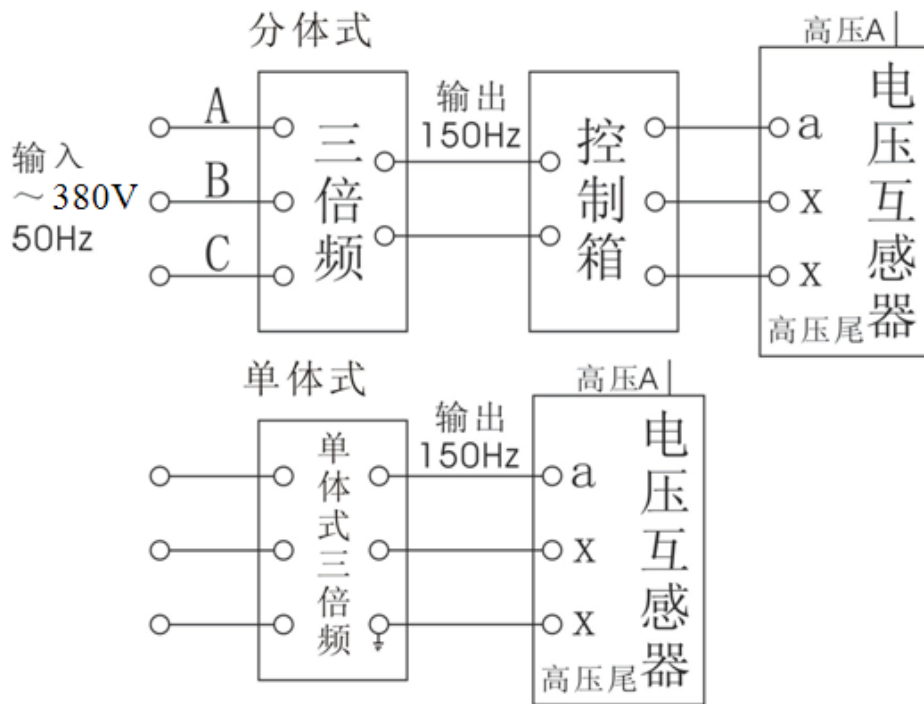 分体式
高压A
A
B
C
输入
～380V
50Hz
三倍频
输出
150Hz
控制箱
a
x
x
电压互感器
高压尾
单体式
高压A
单体式三倍频
输出
150Hz
a
x
x
电压互感器
高压尾